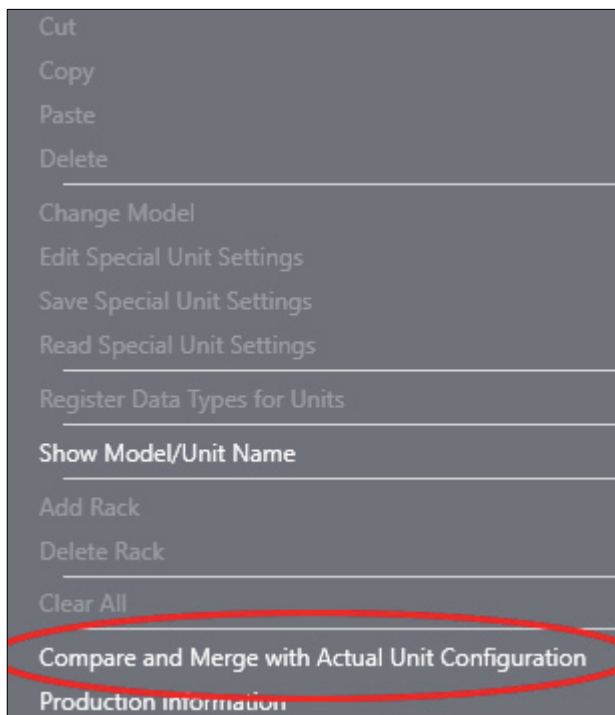 Cut
Copy
Paste
Delete
Change Model
Edit Special Unit Settings
Save Special Unit Settings
Read Special Unit Settings
Register Data Types for Units
Show Model/Unit Name
Add Rack
Delete Rack
Clear All
Compare and Merge with Actual Unit Configuration
Production Information